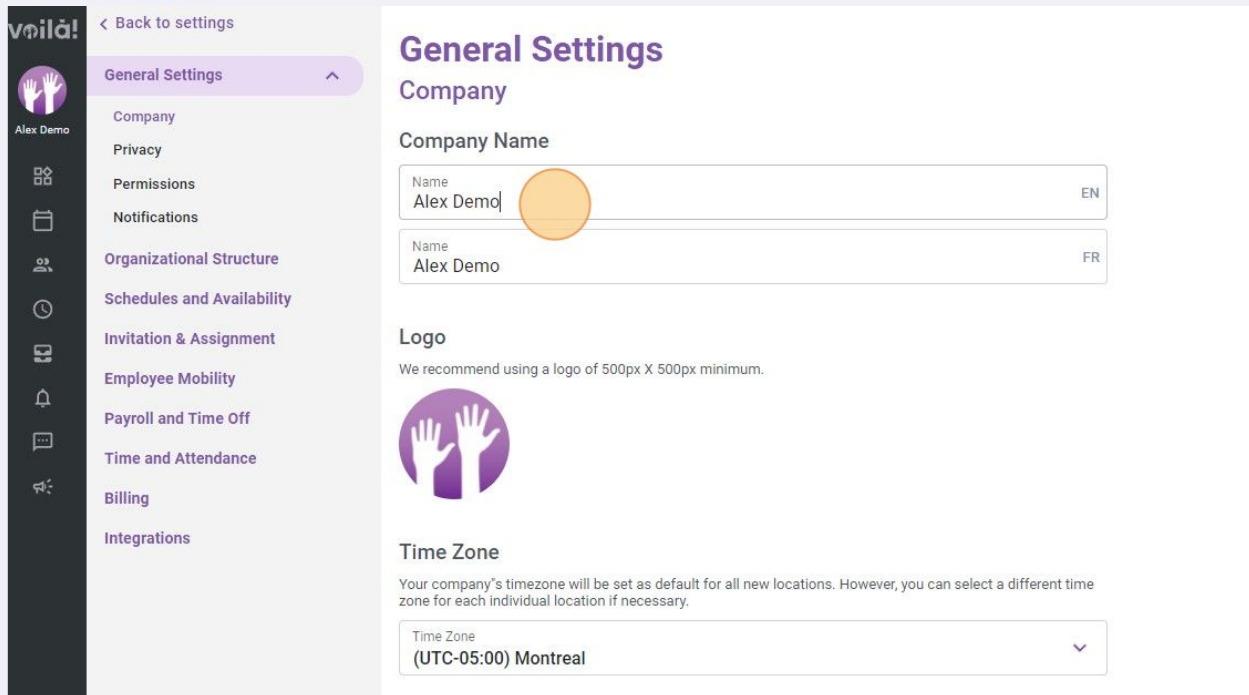 voilà!
Alex Demo
Back to settings
General Settings
Company
Privacy
Permissions
Notifications
Organizational Structure
Schedules and Availability
Invitation & Assignment
Employee Mobility
Payroll and Time Off
Time and Attendance
Billing
Integrations
General Settings
Company
Company Name
Name
Alex Demo
EN
Name
Alex Demo
FR
Logo
We recommend using a logo of 500px X 500px minimum.
Time Zone
Your company"s timezone will be set as default for all new locations. However, you can select a different time
zone for each individual location if necessary.
Time Zone
(UTC-05:00) Montreal